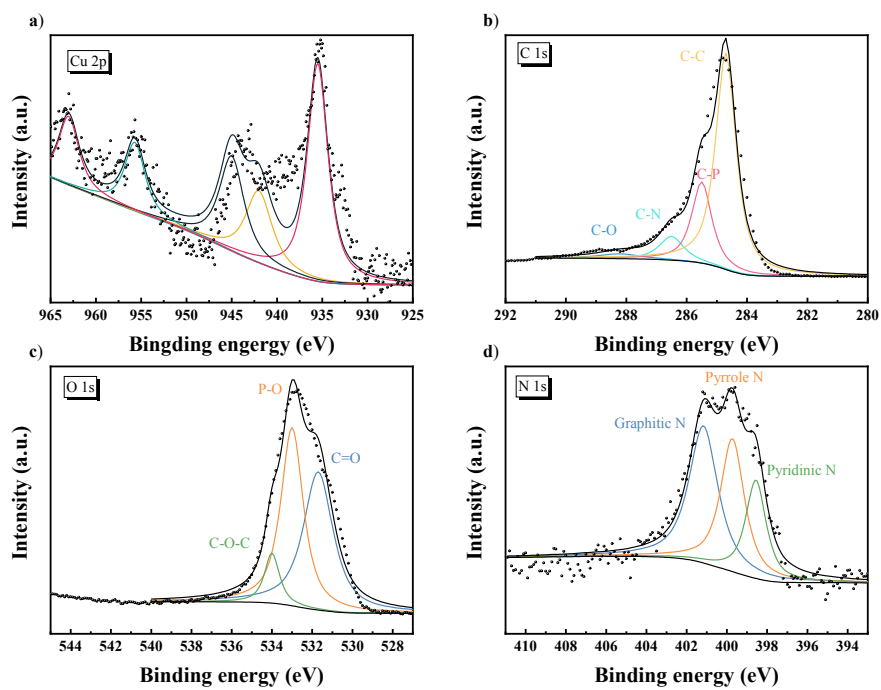 a)
Cu 2p
Intensity (a.u.)
965 960 955 950 945 940 935 930 925
Bingding engergy (eV)
b)
C 1s
C-C
C-P
C-N
C-O
Intensity (a.u.)
292 290 288 286 284 282 280
Binding energy (eV)
c)
O 1s
P-O
C=O
C-O-C
Intensity (a.u.)
544 542 540 538 536 534 532 530 528
Binding energy (eV)
d)
N 1s
Pyrrole N
Graphitic N
Pyridinic N
Intensity (a.u.)
410 408 406 404 402 400 398 396 394
Binding energy (eV)